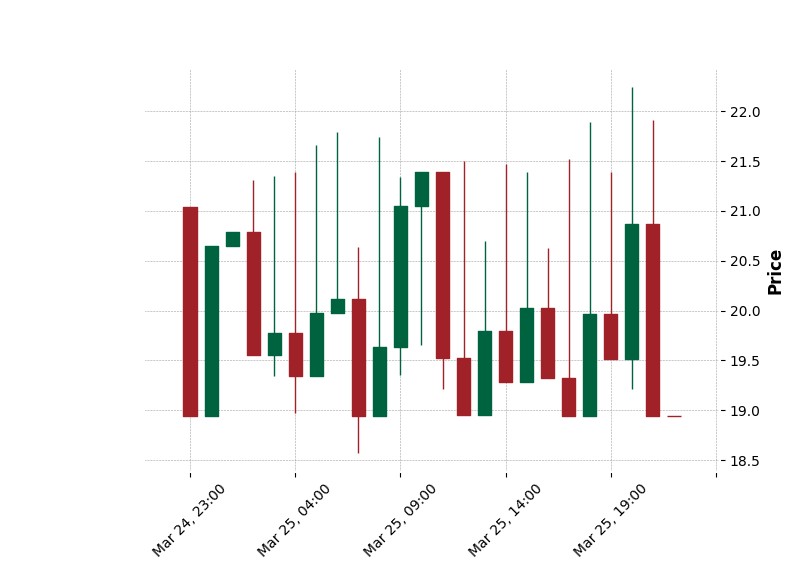 22.0
21.5
21.0
20.5
20.0
19.5
19.0
18.5
Price
Mar 24, 23:00
Mar 25, 04:00
Mar 25, 09:00
Mar 25, 14:00
Mar 25, 19:00